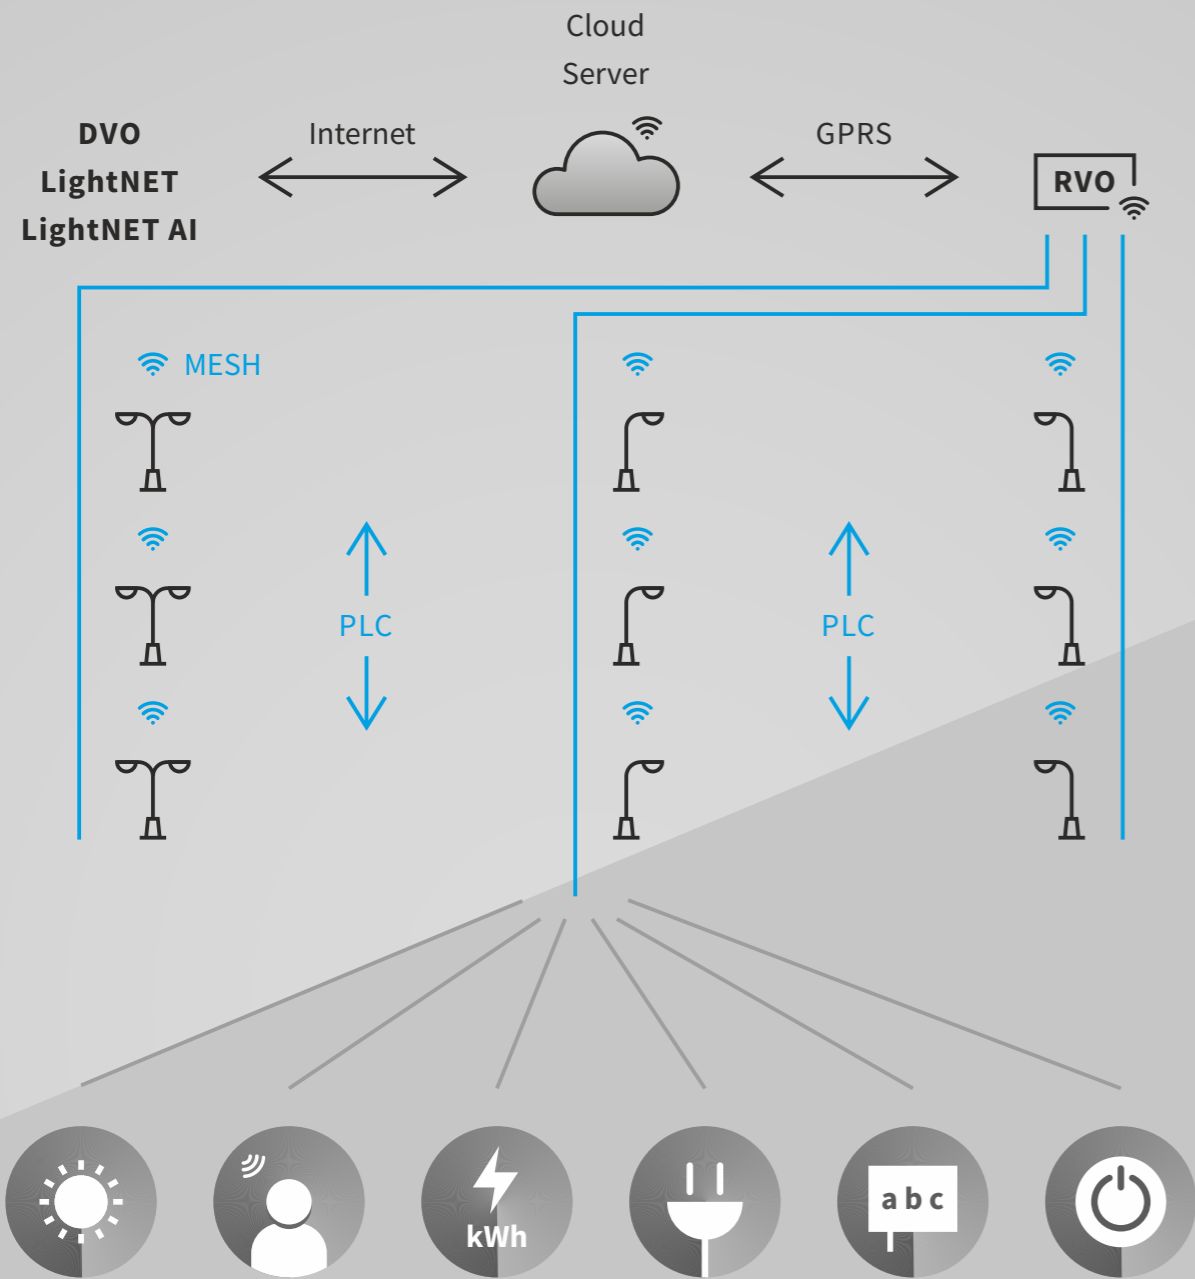 Cloud
Server
DVO
LightNET
LightNET AI
Internet
GPRS
RVO
MESH
PLC
PLC
kWh
a b c